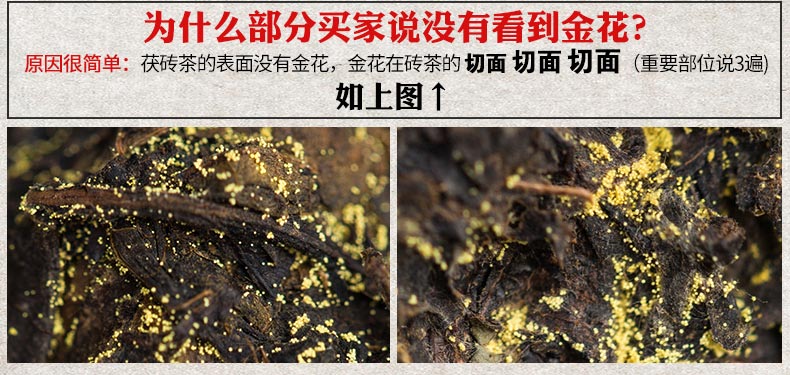 为什么部分买家说没有看到金花?
原因很简单：茯砖茶的表面没有金花，金花在砖茶的 切面 切面 切面（重要部位说3遍)
如上图↑